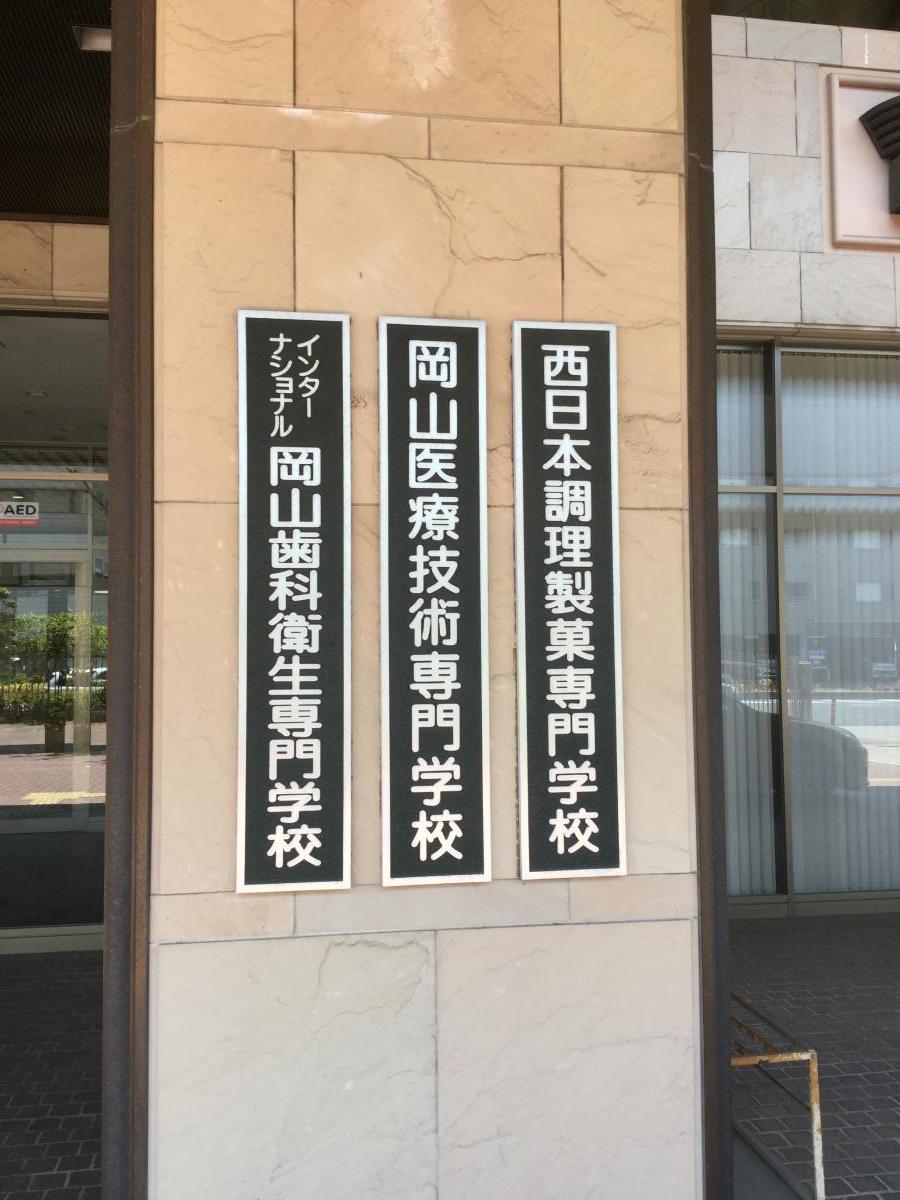 西日本調理製菓専門学校
岡山医療技術専門学校
インター
ナショナル
岡山歯科衛生専門学校
AED